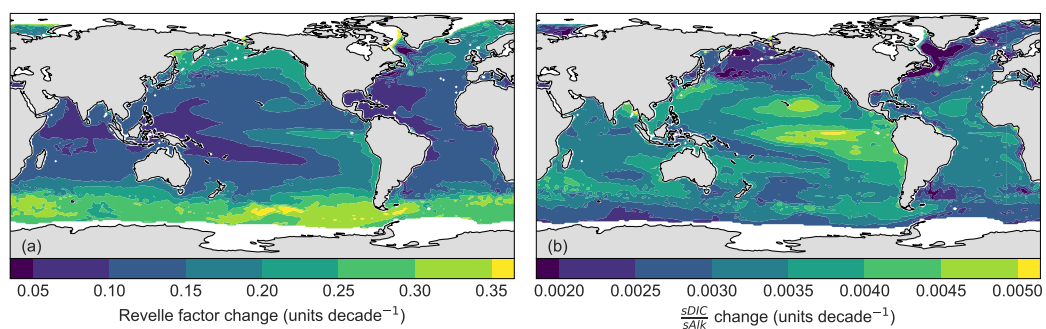 (a)
(b)
0.05 0.10 0.15 0.20 0.25 0.30 0.35
0.0020 0.0025 0.0030 0.0035 0.0040 0.0045 0.0050
Revelle factor change (units decade⁻¹)
sDIC/sAlk change (units decade⁻¹)